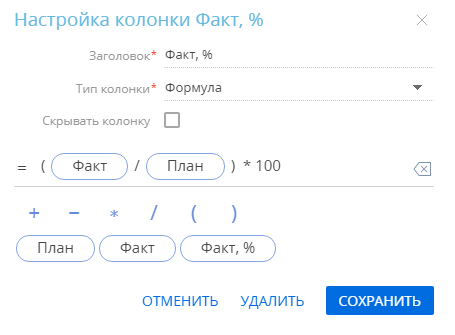 Настройка колонки Факт, %
Заголовок* Факт, %
Тип колонки* Формула
Скрывать колонку
= ( Факт / План ) * 100
+ − * / ( )
План Факт Факт, %
ОТМЕНИТЬ УДАЛИТЬ СОХРАНИТЬ